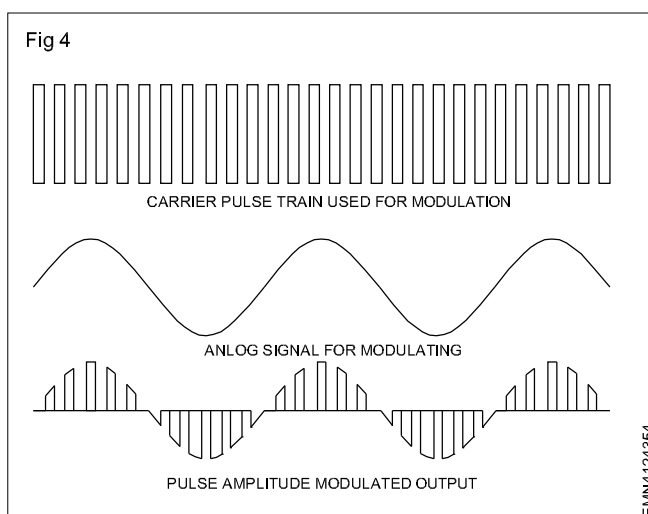 Fig 4
CARRIER PULSE TRAIN USED FOR MODULATION
ANLOG SIGNAL FOR MODULATING
PULSE AMPLITUDE MODULATED OUTPUT